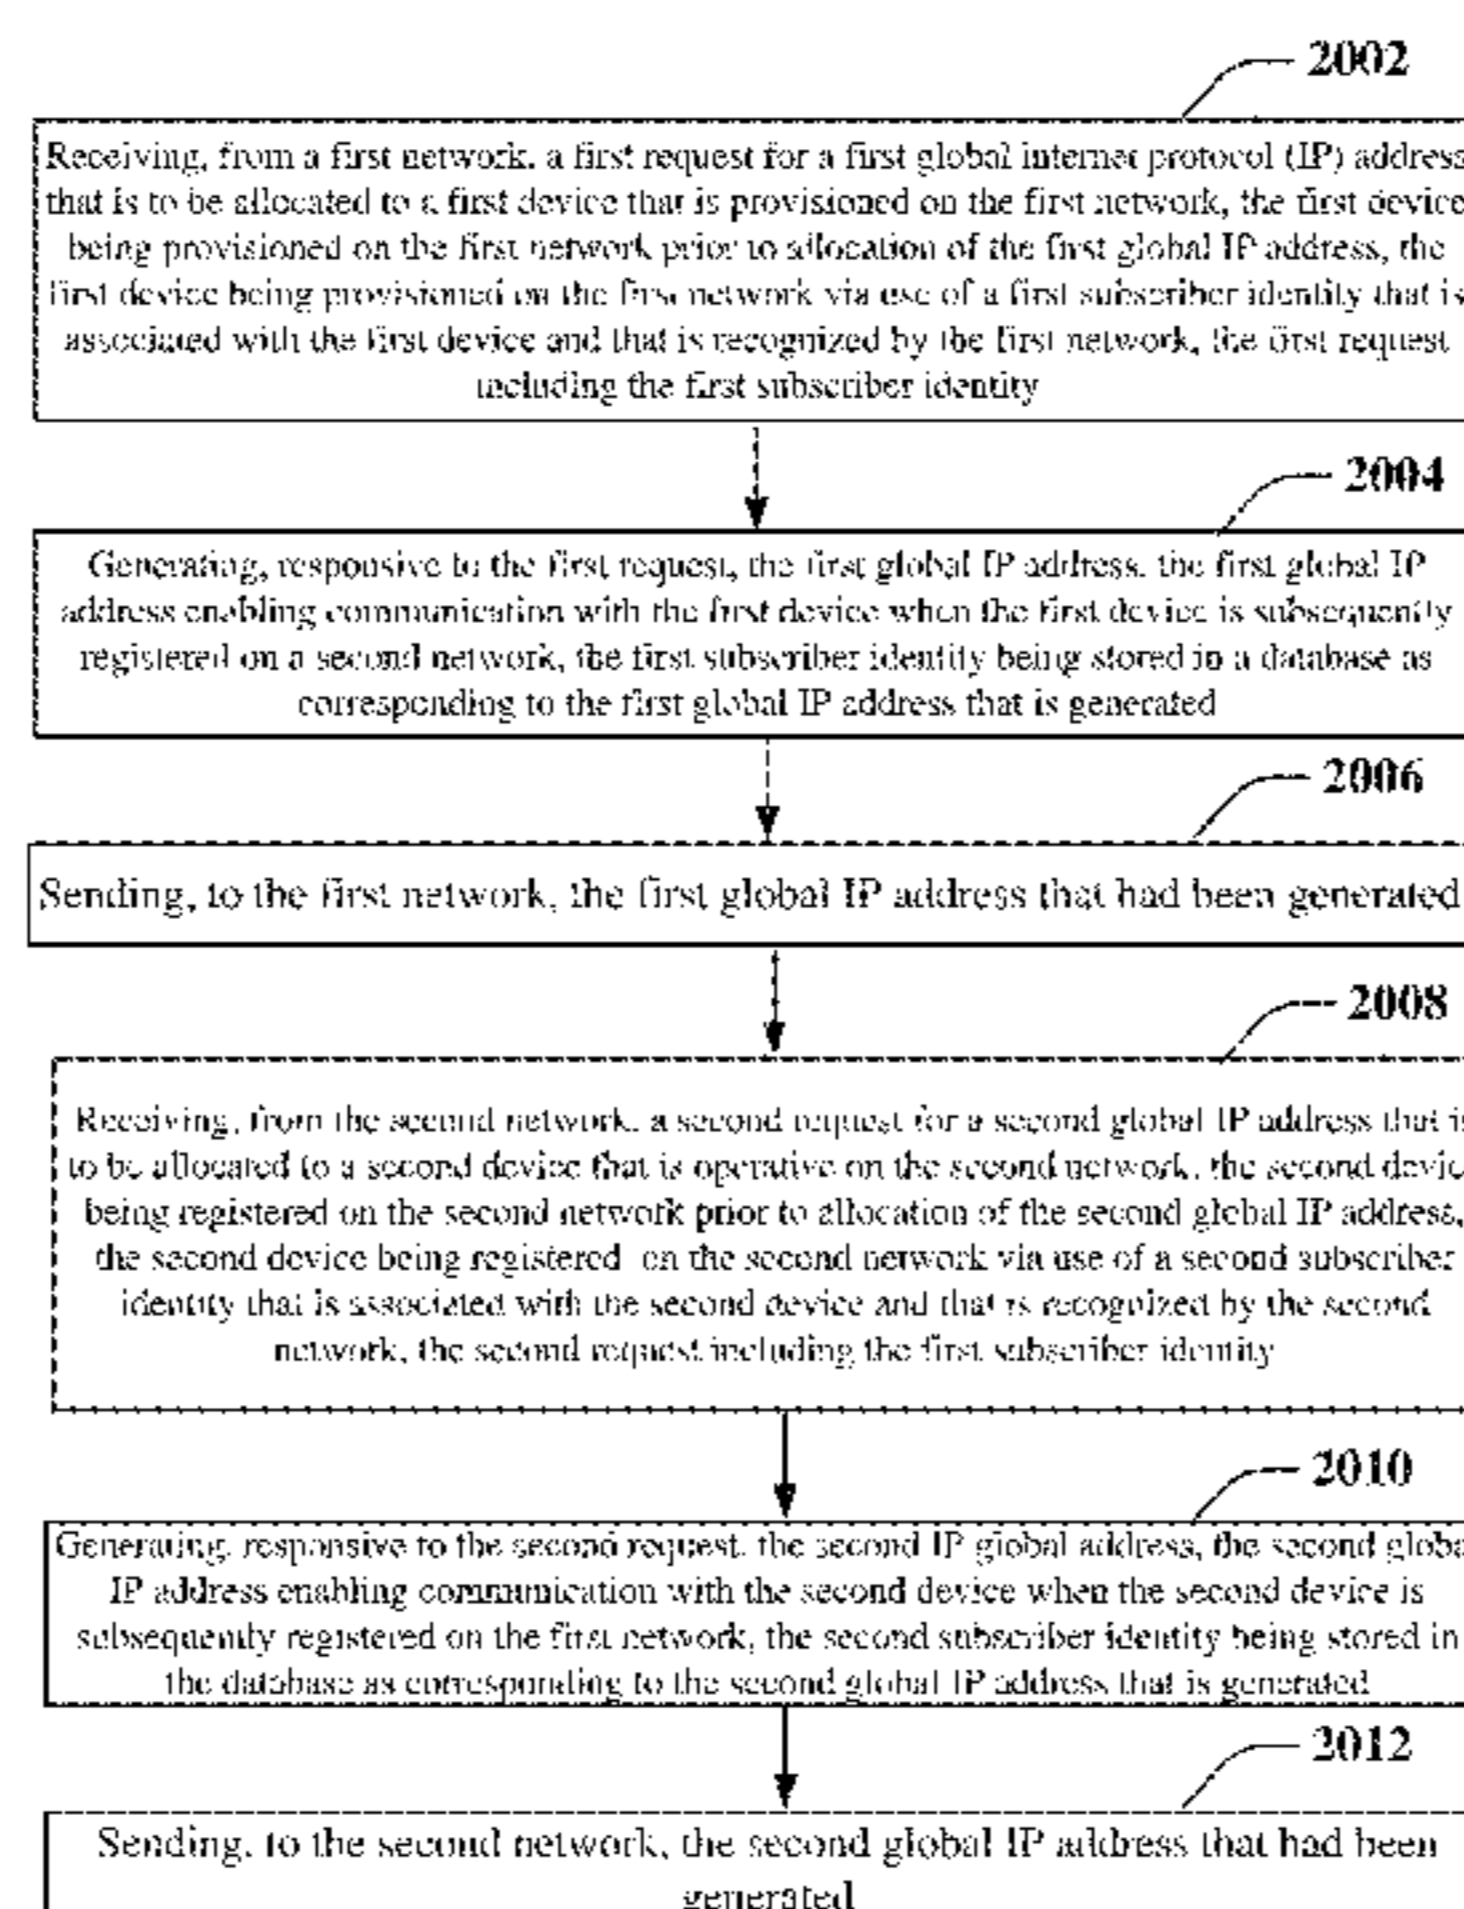 2002
Receiving, from a first network, a first request for a first global internet protocol (IP) address
that is to be allocated to a first device that is provisioned on the first network, the first device
being provisioned on the first network prior to allocation of the first global IP address, the
first device being provisioned on the first network via use of a first subscriber identity that is
associated with the first device and that is recognized by the first network, the first request
including the first subscriber identity
2004
Generating, responsive to the first request, the first global IP address, the first global IP
address enabling communication with the first device when the first device is subsequently
registered on a second network, the first subscriber identity being stored in a database as
corresponding to the first global IP address that is generated
2006
Sending, to the first network, the first global IP address that had been generated
2008
Receiving, from the second network, a second request for a second global IP address that is
to be allocated to a second device that is operative on the second network, the second devic
being registered on the second network prior to allocation of the second global IP address,
the second device being registered on the second network via use of a second subscriber
identity that is associated with the second device and that is recognized by the second
network, the second request including the first subscriber identity
2010
Generating, responsive to the second request, the second IP global address, the second globa
IP address enabling communication with the second device when the second device is
subsequently registered on the first network, the second subscriber identity being stored in
the database as corresponding to the second global IP address that is generated
2012
Sending, to the second network, the second global IP address that had been
generated